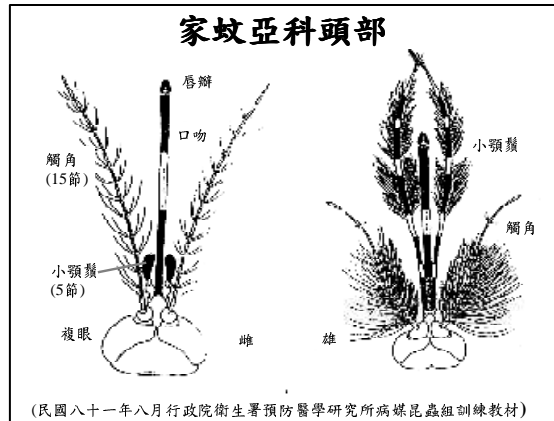 家蚊亞科頭部
唇瓣
口吻
觸角
(15節)
小顎鬚
(5節)
複眼
雌
小顎鬚
觸角
雄
(民國八十一年八月行政院衛生署預防醫學研究所病媒昆蟲組訓練教材)